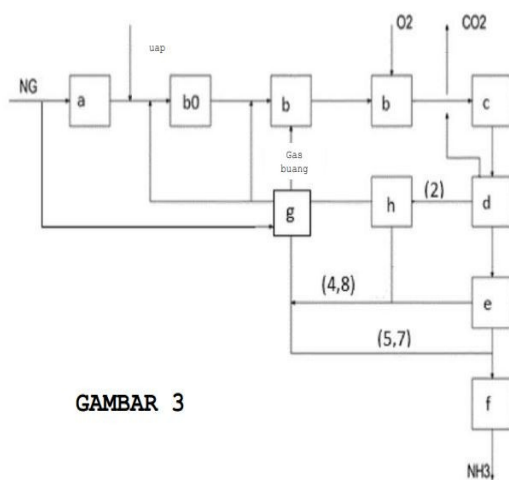 O2
CO2
uap
NG
a
b0
b
b
c
Gas
buang
(2)
g
h
d
(4,8)
e
(5,7)
GAMBAR 3
f
NH3